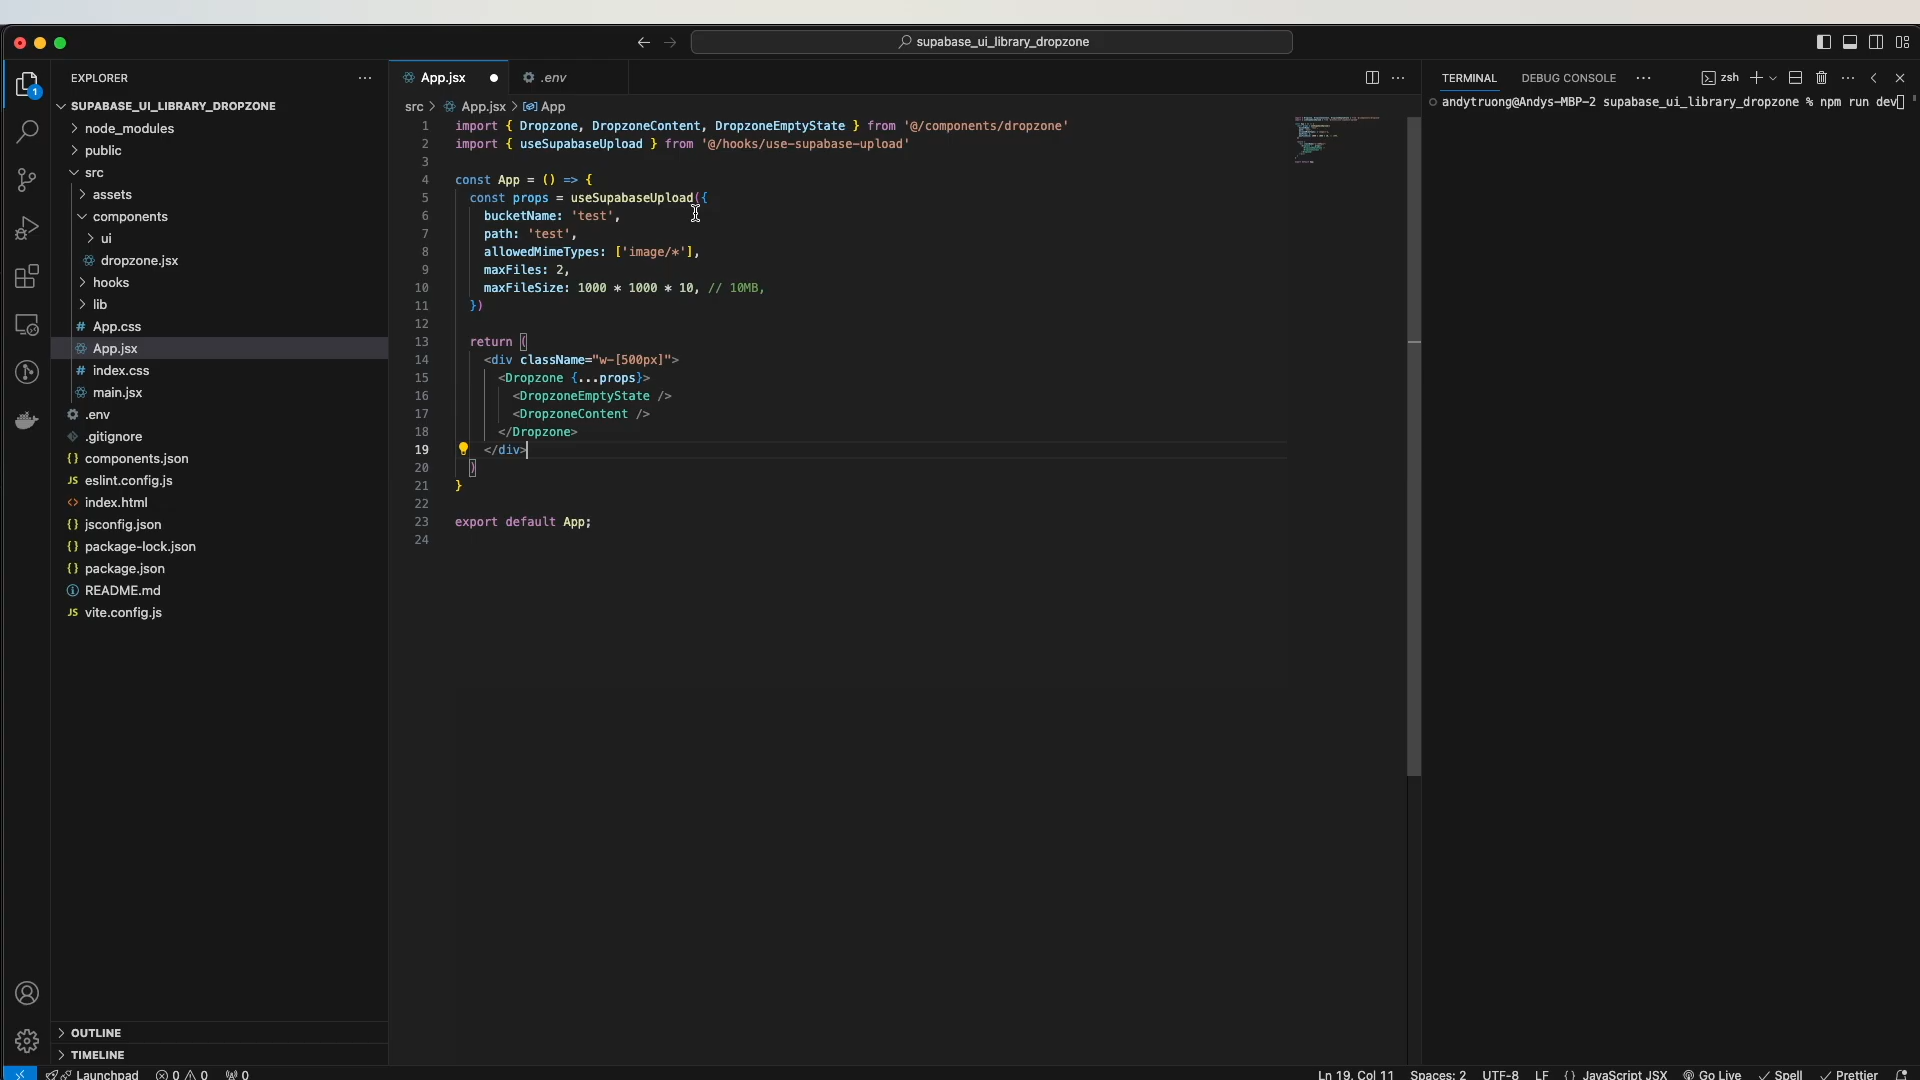 supabase_ui_library_dropzone
EXPLORER
1
SUPABASE_UI_LIBRARY_DROPZONE
node_modules
public
src
assets
components
ui
dropzone.jsx
hooks
lib
# App.css
App.jsx
# index.css
main.jsx
.env
.gitignore
{} components.json
JS eslint.config.js
<> index.html
{} jsconfig.json
{} package-lock.json
{} package.json
README.md
JS vite.config.js
OUTLINE
TIMELINE
App.jsx
.env
src > App.jsx > App
1 import { Dropzone, DropzoneContent, DropzoneEmptyState } from '@/components/dropzone'
2 import { useSupabaseUpload } from '@/hooks/use-supabase-upload'
3
4 const App = () => {
5 const props = useSupabaseUpload({
6 bucketName: 'test',
7 path: 'test',
8 allowedMimeTypes: ['image/*'],
9 maxFiles: 2,
10 maxFileSize: 1000 * 1000 * 10, // 10MB,
11 })
12
13 return (
14 <div className="w-[500px]">
15 <Dropzone {...props}>
16 <DropzoneEmptyState />
17 <DropzoneContent />
18 </Dropzone>
19 </div>
20 )
21 }
22
23 export default App;
24
TERMINAL DEBUG CONSOLE ··· zsh
andytruong@Andys-MBP-2 supabase_ui_library_dropzone % npm run dev
Launchpad 0 0 0
Ln 19, Col 11 Spaces: 2 UTF-8 LF {} JavaScript JSX Go Live Spell Prettier